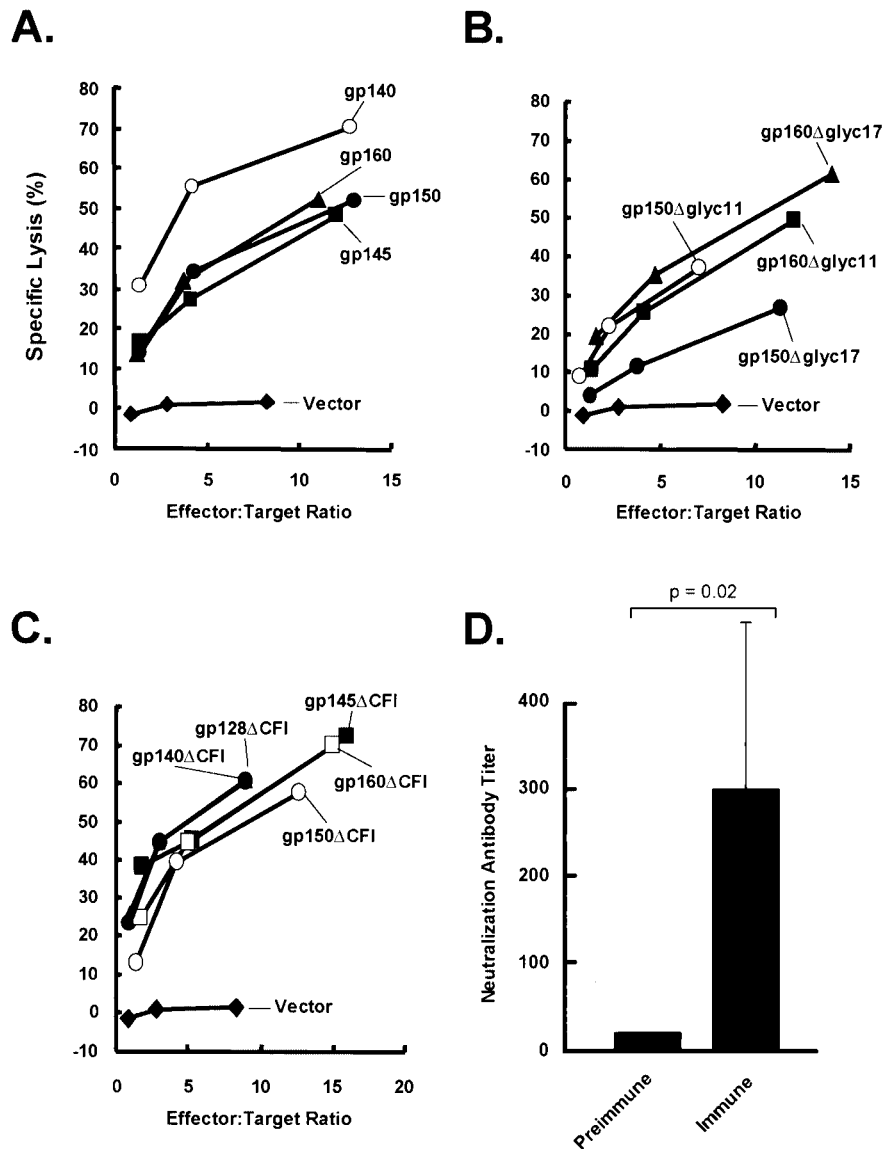 A.
80
70
60
50
40
30
20
10
0
-10
Specific Lysis (%)
gp140
gp160
gp150
gp145
Vector
0 5 10 15
Effector:Target Ratio
B.
80
70
60
50
40
30
20
10
0
-10
gp160Δglyc17
gp150Δglyc11
gp160Δglyc11
gp150Δglyc17
Vector
0 5 10 15
Effector:Target Ratio
C.
80
70
60
50
40
30
20
10
0
-10
gp145ΔCFI
gp128ΔCFI
gp140ΔCFI
gp160ΔCFI
gp150ΔCFI
Vector
0 5 10 15 20
Effector:Target Ratio
D.
p = 0.02
400
300
200
100
0
Neutralization Antibody Titer
Preimmune
Immune